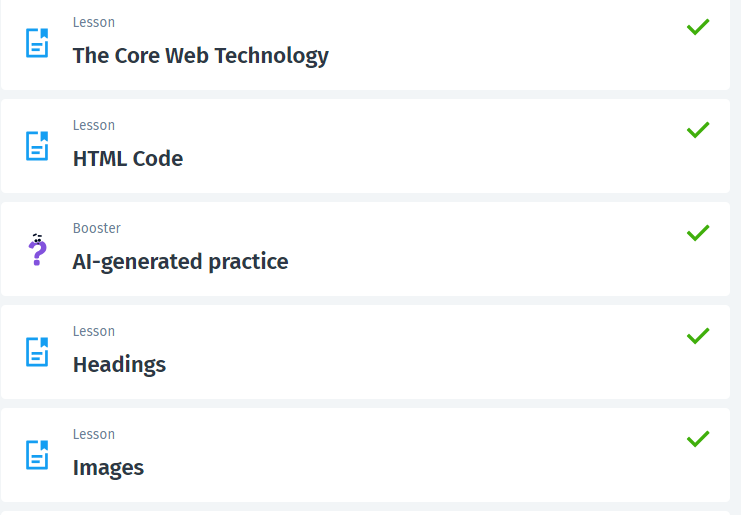 Lesson
The Core Web Technology
Lesson
HTML Code
Booster
AI-generated practice
Lesson
Headings
Lesson
Images